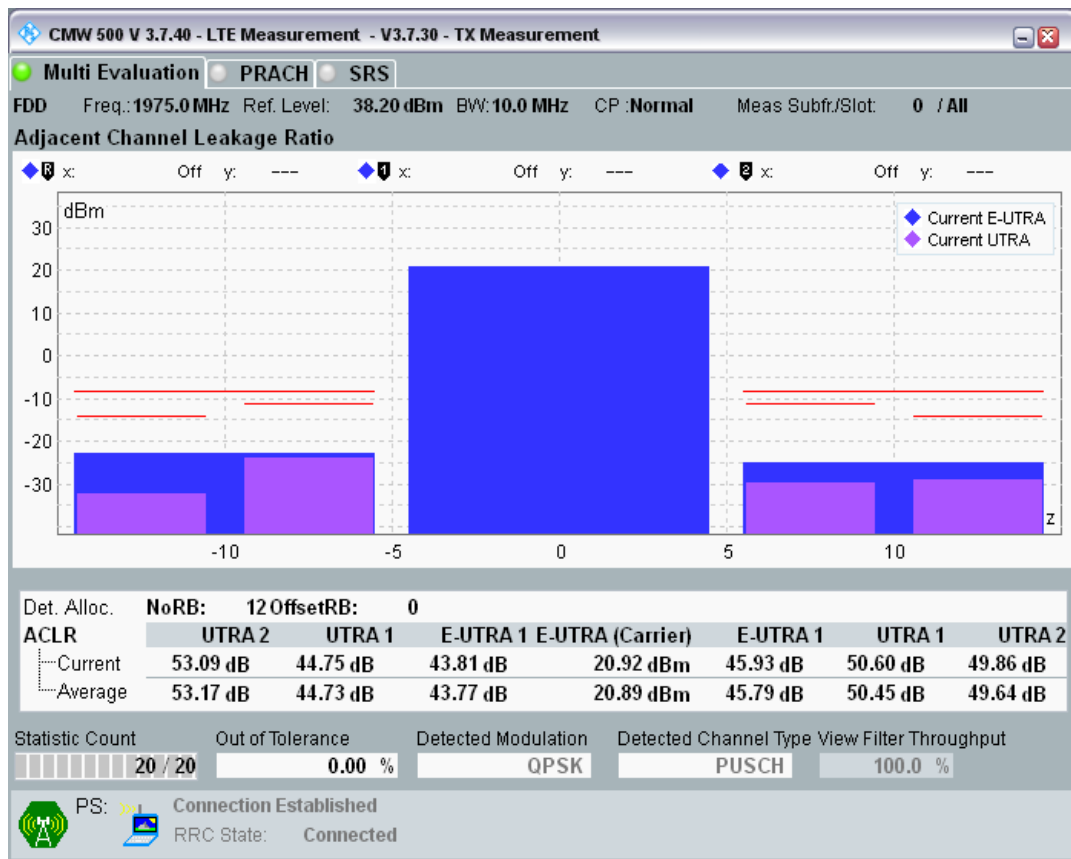 CMW 500 V 3.7.40 - LTE Measurement - V3.7.30 - TX Measurement
Multi Evaluation PRACH SRS
FDD Freq.:1975.0 MHz Ref. Level: 38.20 dBm BW:10.0 MHz CP :Normal Meas Subfr./Slot: 0 / All
Adjacent Channel Leakage Ratio
R x: Off y: --- 1 x: Off y: --- 2 x: Off y: ---
dBm
Current E-UTRA
Current UTRA
30
20
10
0
-10
-20
-30
z
-10 -5 0 5 10
Det. Alloc. NoRB: 12 OffsetRB: 0
ACLR UTRA 2 UTRA 1 E-UTRA 1 E-UTRA (Carrier) E-UTRA 1 UTRA 1 UTRA 2
Current 53.09 dB 44.75 dB 43.81 dB 20.92 dBm 45.93 dB 50.60 dB 49.86 dB
Average 53.17 dB 44.73 dB 43.77 dB 20.89 dBm 45.79 dB 50.45 dB 49.64 dB
Statistic Count Out of Tolerance Detected Modulation Detected Channel Type View Filter Throughput
20 / 20 0.00 % QPSK PUSCH 100.0 %
PS: Connection Established
RRC State: Connected